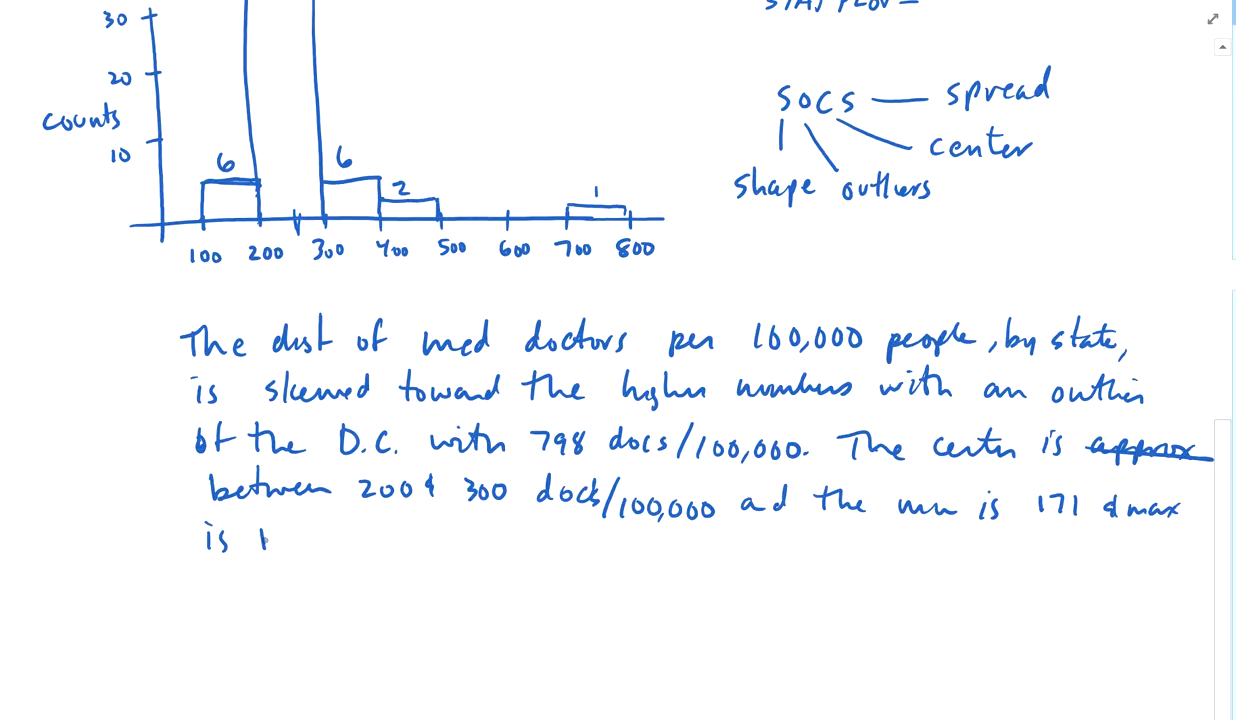 30
20
counts
10
6
6
2
1
100 200 300 400 500 600 700 800
SOCS — spread
center
shape outliers
The dist of med doctors per 100,000 people, by state,
is skewed toward the higher numbers with an outlier
of the D.C. with 798 docs/100,000. The center is approx
between 200 & 300 docs/100,000 and the min is 171 & max
is